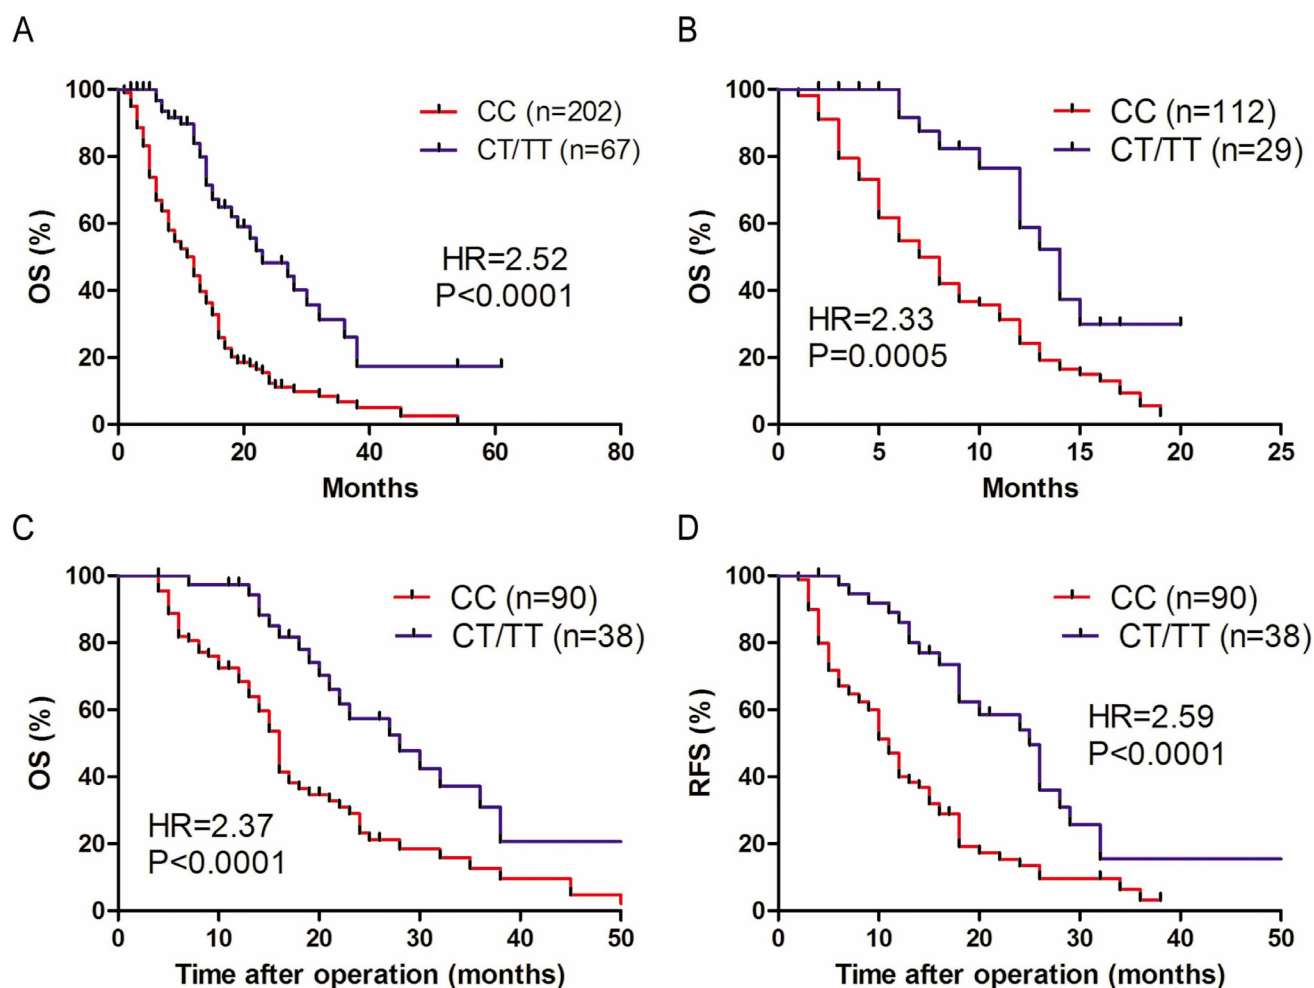 A
100
80
60
40
20
0
OS (%)
CC (n=202)
CT/TT (n=67)
HR=2.52
P<0.0001
0 20 40 60 80
Months
B
100
80
60
40
20
0
OS (%)
CC (n=112)
CT/TT (n=29)
HR=2.33
P=0.0005
0 5 10 15 20 25
Months
C
100
80
60
40
20
0
OS (%)
CC (n=90)
CT/TT (n=38)
HR=2.37
P<0.0001
0 10 20 30 40 50
Time after operation (months)
D
100
80
60
40
20
0
RFS (%)
CC (n=90)
CT/TT (n=38)
HR=2.59
P<0.0001
0 10 20 30 40 50
Time after operation (months)